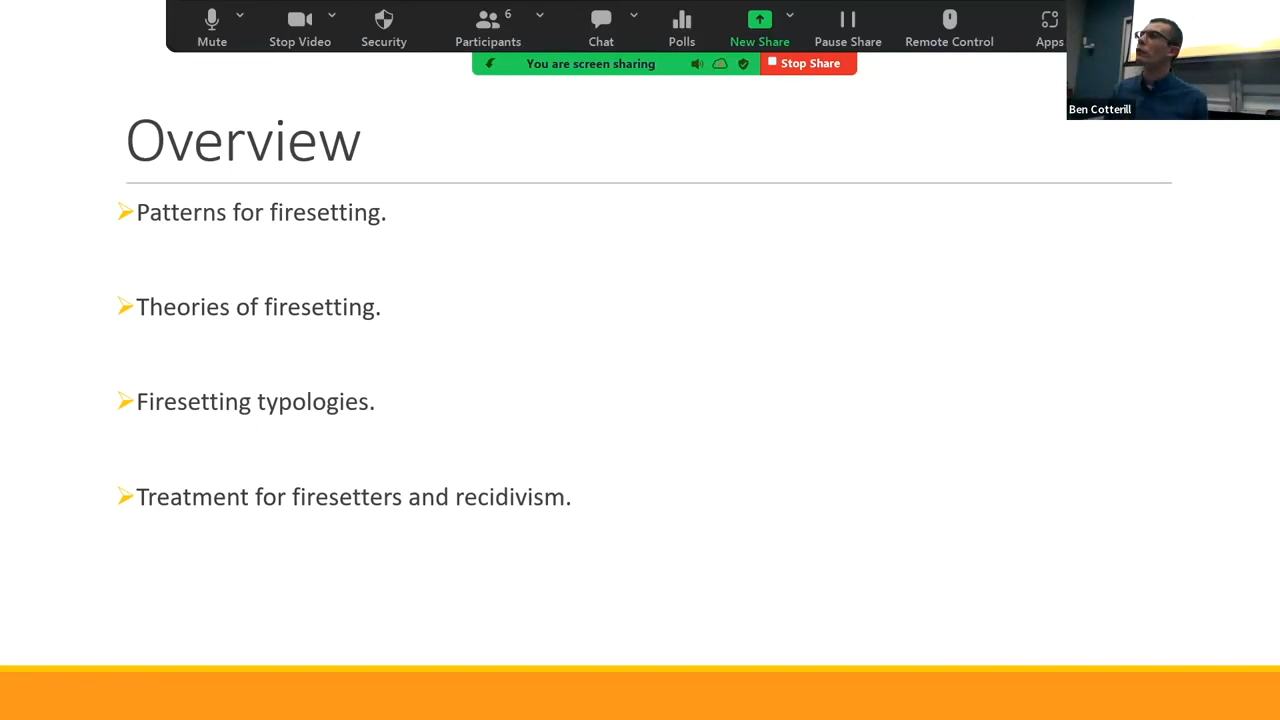 Mute
Stop Video
Security
Participants
6
Chat
Polls
New Share
Pause Share
Remote Control
Apps
You are screen sharing
Stop Share
Ben Cotterill
Overview
Patterns for firesetting.
Theories of firesetting.
Firesetting typologies.
Treatment for firesetters and recidivism.